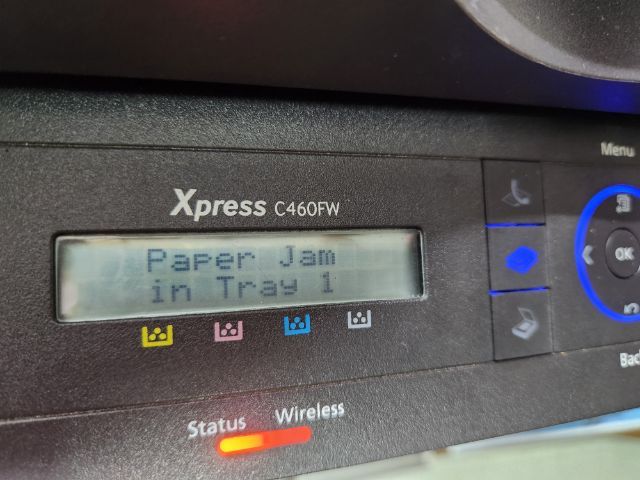 Menu
Xpress C460FW
Paper Jam
in Tray 1
OK
Back
Status Wireless